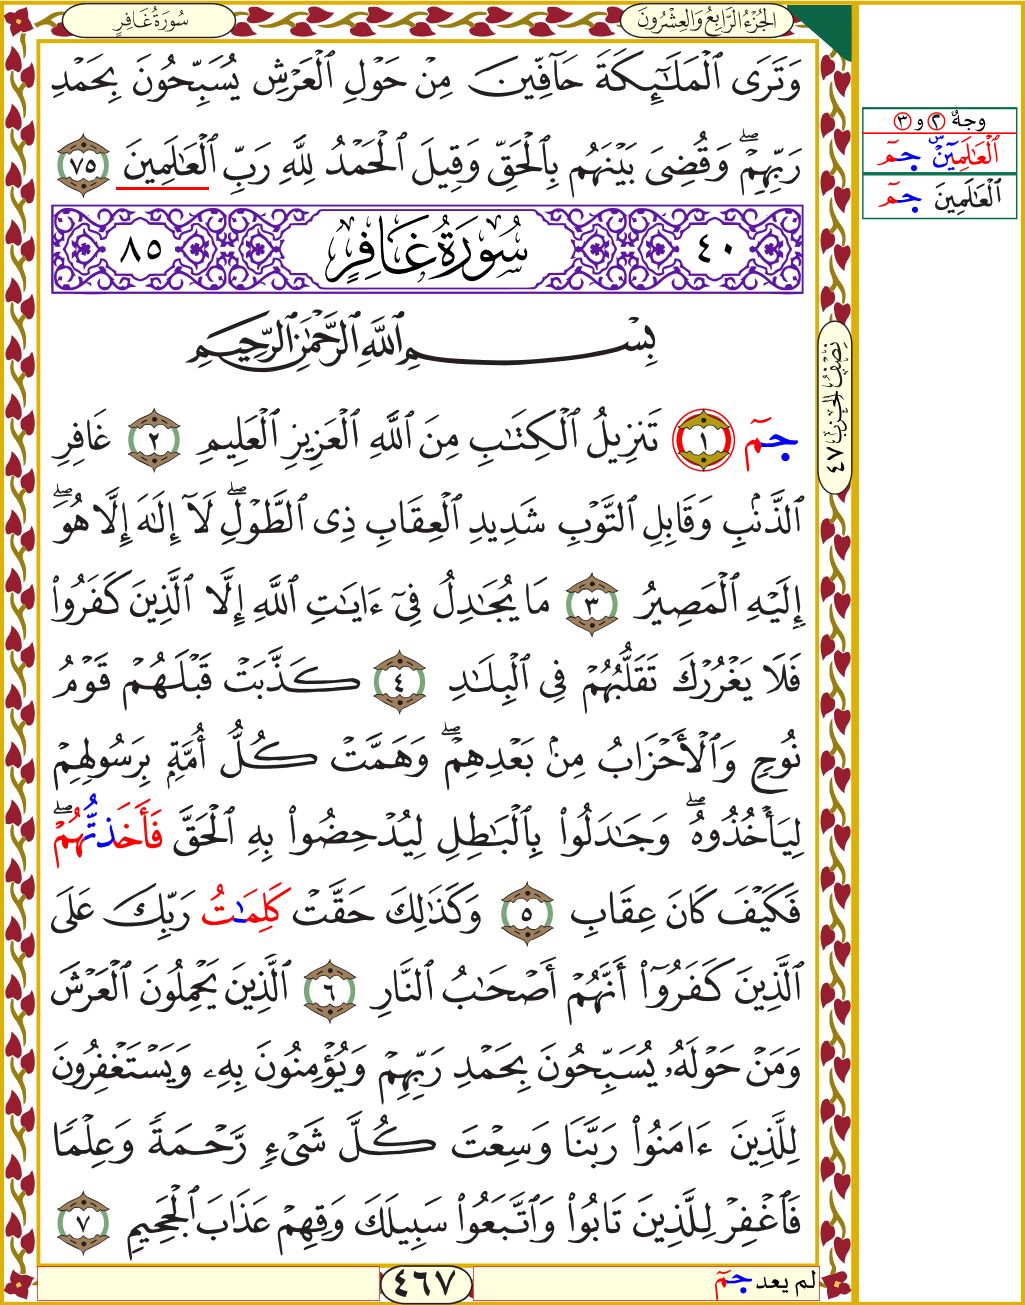 الجُزْءُ الرَّابِعُ وَالعِشْرُونَ
سُورَةُ غَافِرٍ
وَتَرَى ٱلْمَلَـٰٓئِكَةَ حَآفِّينَ مِنْ حَوْلِ ٱلْعَرْشِ يُسَبِّحُونَ بِحَمْدِ
رَبِّهِمْۖ وَقُضِىَ بَيْنَهُم بِٱلْحَقِّ وَقِيلَ ٱلْحَمْدُ لِلَّهِ رَبِّ ٱلْعَـٰلَمِينَ ٧٥
٤٠ سُورَةُ غَافِرٍ ٨٥
بِسْمِ ٱللَّهِ ٱلرَّحْمَـٰنِ ٱلرَّحِيمِ
حمٓ ١ تَنزِيلُ ٱلْكِتَـٰبِ مِنَ ٱللَّهِ ٱلْعَزِيزِ ٱلْعَلِيمِ ٢ غَافِرِ
ٱلذَّنۢبِ وَقَابِلِ ٱلتَّوْبِ شَدِيدِ ٱلْعِقَابِ ذِى ٱلطَّوْلِۖ لَآ إِلَـٰهَ إِلَّا هُوَۖ
إِلَيْهِ ٱلْمَصِيرُ ٣ مَا يُجَـٰدِلُ فِىٓ ءَايَـٰتِ ٱللَّهِ إِلَّا ٱلَّذِينَ كَفَرُوا۟
فَلَا يَغْرُرْكَ تَقَلُّبُهُمْ فِى ٱلْبِلَـٰدِ ٤ كَذَّبَتْ قَبْلَهُمْ قَوْمُ
نُوحٍ وَٱلْأَحْزَابُ مِنۢ بَعْدِهِمْۖ وَهَمَّتْ كُلُّ أُمَّةٍۭ بِرَسُولِهِمْ
لِيَأْخُذُوهُۖ وَجَـٰدَلُوا۟ بِٱلْبَـٰطِلِ لِيُدْحِضُوا۟ بِهِ ٱلْحَقَّ فَأَخَذتُّهُمْۖ
فَكَيْفَ كَانَ عِقَابِ ٥ وَكَذَٰلِكَ حَقَّتْ كَلِمَـٰتُ رَبِّكَ عَلَى
ٱلَّذِينَ كَفَرُوٓا۟ أَنَّهُمْ أَصْحَـٰبُ ٱلنَّارِ ٦ ٱلَّذِينَ يَحْمِلُونَ ٱلْعَرْشَ
وَمَنْ حَوْلَهُۥ يُسَبِّحُونَ بِحَمْدِ رَبِّهِمْ وَيُؤْمِنُونَ بِهِۦ وَيَسْتَغْفِرُونَ
لِلَّذِينَ ءَامَنُوا۟ رَبَّنَا وَسِعْتَ كُلَّ شَىْءٍ رَّحْمَةً وَعِلْمًا
فَٱغْفِرْ لِلَّذِينَ تَابُوا۟ وَٱتَّبَعُوا۟ سَبِيلَكَ وَقِهِمْ عَذَابَ ٱلْجَحِيمِ ٧
لم يعد حمٓ
٤٦٧
نِصْفُ الحِزْبِ ٤٧
وجهٌ ٢ و ٣
ٱلْعَـٰلَمِينَ حمٓ
ٱلْعَـٰلَمِينَ حمٓ